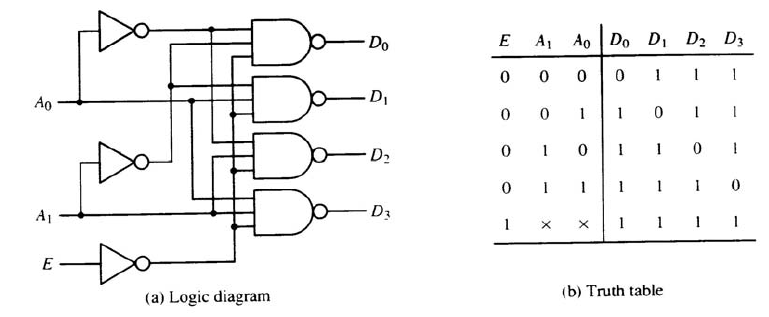 A0
A1
E
D0
D1
D2
D3
(a) Logic diagram
E A1 A0 D0 D1 D2 D3
0 0 0 0 1 1 1
0 0 1 1 0 1 1
0 1 0 1 1 0 1
0 1 1 1 1 1 0
1 × × 1 1 1 1
(b) Truth table